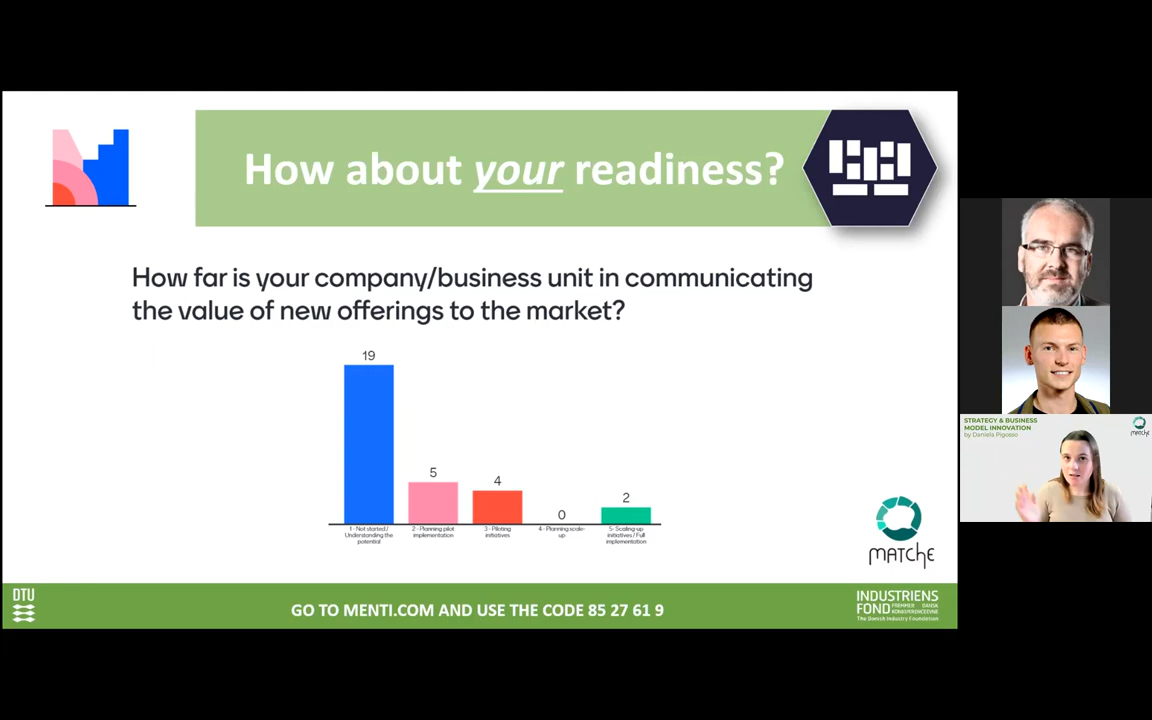 How about your readiness?
How far is your company/business unit in communicating
the value of new offerings to the market?
19
5
4
0
2
1 - Not started /
Understanding the
potential
2 - Planning pilot
implementation
3 - Piloting
initiatives
4 - Planning scale-
up
5- Scaling-up
initiatives / Full
implementation
MATChE
DTU
GO TO MENTI.COM AND USE THE CODE 85 27 61 9
INDUSTRIENS
FOND FREMMER DANSK
KONKURRENCEEVNE
The Danish Industry Foundation
STRATEGY & BUSINESS
MODEL INNOVATION
by Daniela Pigosso
MATChE